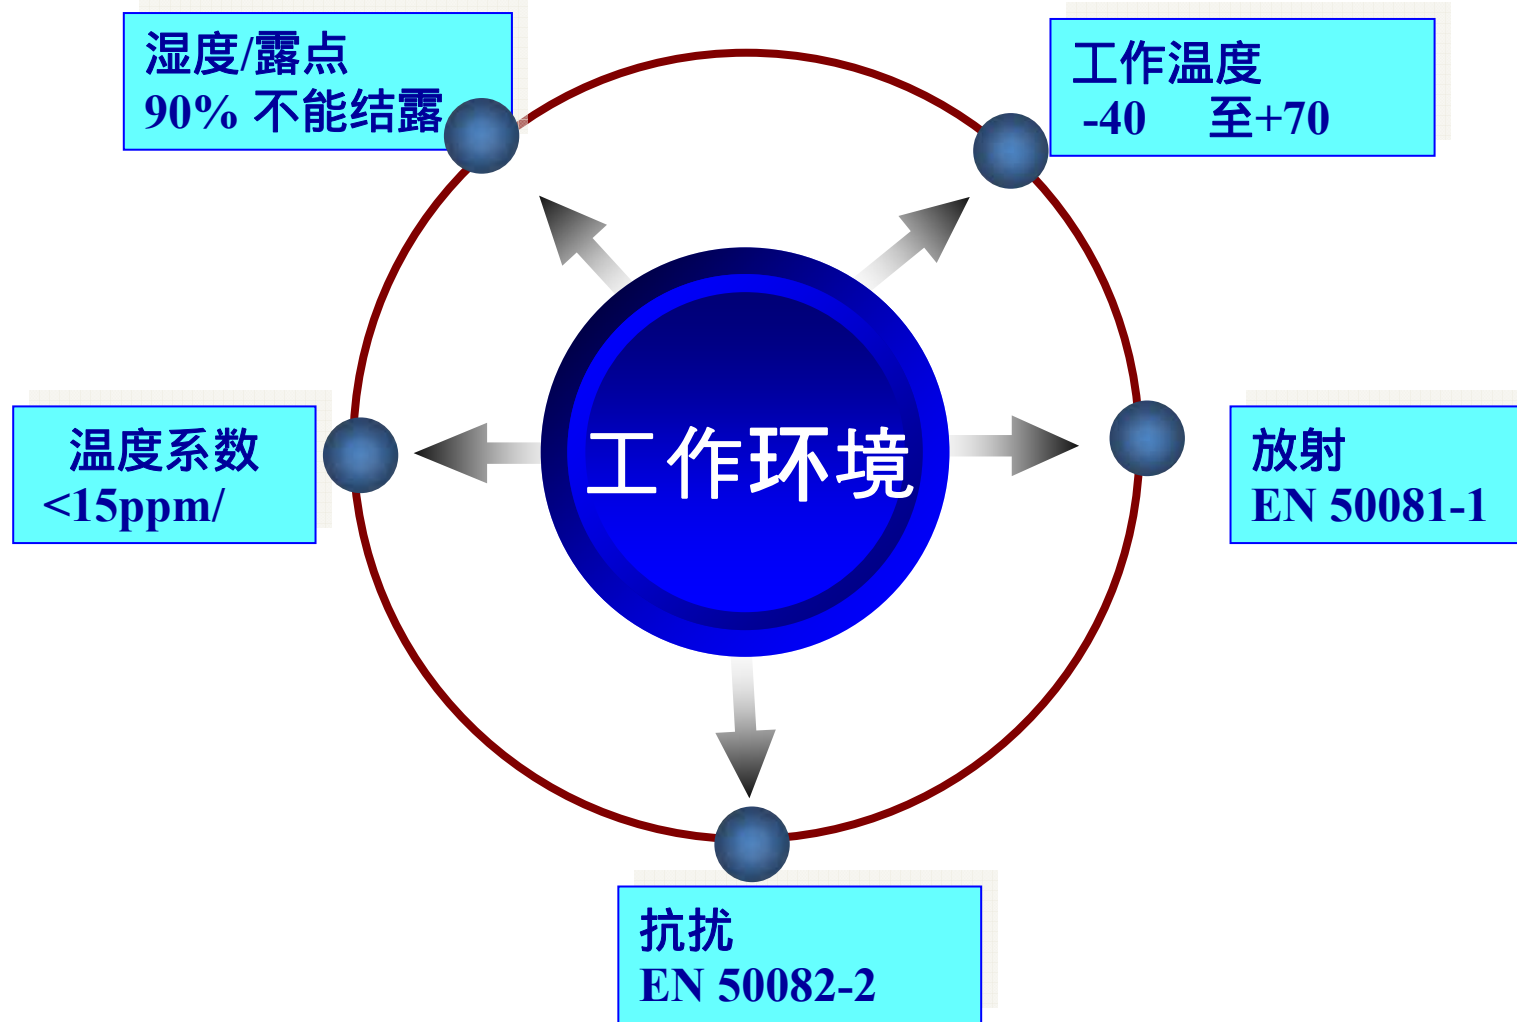 湿度/露点
90% 不能结露
工作温度
-40 至+70
温度系数
<15ppm/
工作环境
放射
EN 50081-1
抗扰
EN 50082-2